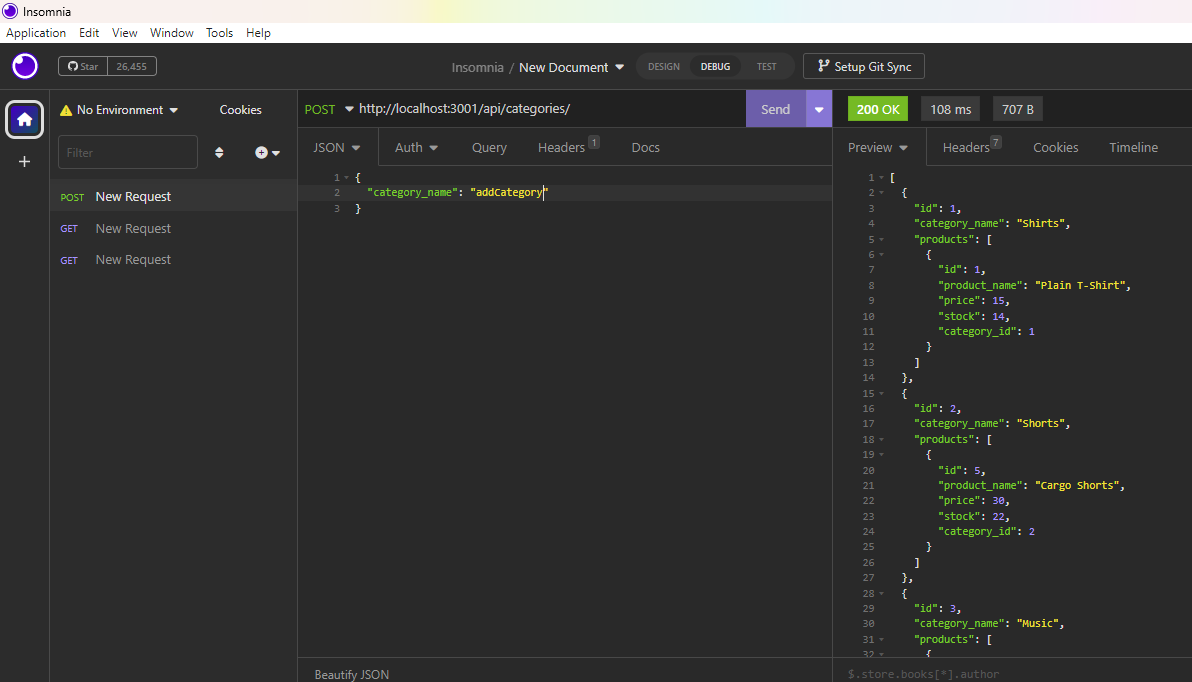 Insomnia
Application Edit View Window Tools Help
Star 26,455
Insomnia / New Document
DESIGN DEBUG TEST
Setup Git Sync
No Environment Cookies
Filter
POST New Request
GET New Request
GET New Request
POST http://localhost:3001/api/categories/ Send
JSON Auth Query Headers 1 Docs
1 {
2 "category_name": "addCategory"
3 }
Beautify JSON
200 OK 108 ms 707 B
Preview Headers 7 Cookies Timeline
1 [
2 {
3 "id": 1,
4 "category_name": "Shirts",
5 "products": [
6 {
7 "id": 1,
8 "product_name": "Plain T-Shirt",
9 "price": 15,
10 "stock": 14,
11 "category_id": 1
12 }
13 ]
14 },
15 {
16 "id": 2,
17 "category_name": "Shorts",
18 "products": [
19 {
20 "id": 5,
21 "product_name": "Cargo Shorts",
22 "price": 30,
23 "stock": 22,
24 "category_id": 2
25 }
26 ]
27 },
28 {
29 "id": 3,
30 "category_name": "Music",
31 "products": [
32 {
$.store.books[*].author